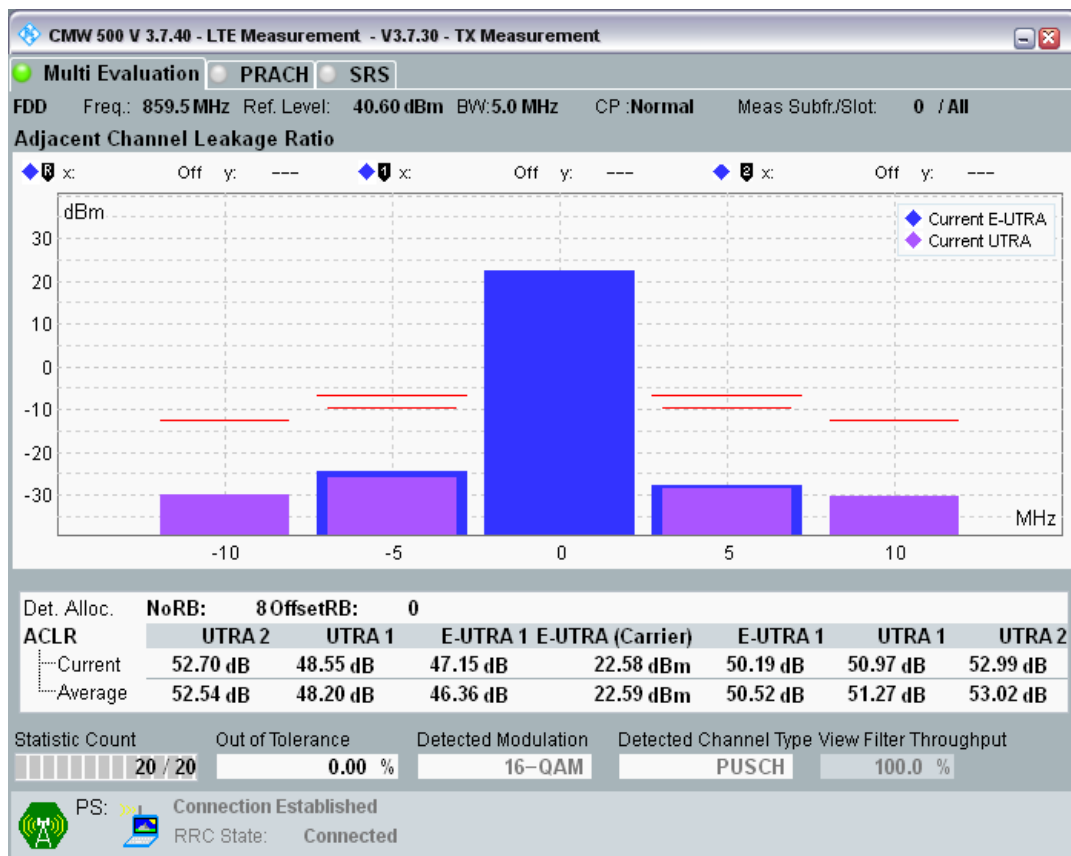 CMW 500 V 3.7.40 - LTE Measurement - V3.7.30 - TX Measurement
Multi Evaluation PRACH SRS
FDD Freq.: 859.5 MHz Ref. Level: 40.60 dBm BW:5.0 MHz CP :Normal Meas Subfr./Slot: 0 / All
Adjacent Channel Leakage Ratio
R x: Off y: --- 1 x: Off y: --- 2 x: Off y: ---
dBm
Current E-UTRA
Current UTRA
30
20
10
0
-10
-20
-30
MHz
-10 -5 0 5 10
Det. Alloc. NoRB: 8 OffsetRB: 0
ACLR UTRA 2 UTRA 1 E-UTRA 1 E-UTRA (Carrier) E-UTRA 1 UTRA 1 UTRA 2
Current 52.70 dB 48.55 dB 47.15 dB 22.58 dBm 50.19 dB 50.97 dB 52.99 dB
Average 52.54 dB 48.20 dB 46.36 dB 22.59 dBm 50.52 dB 51.27 dB 53.02 dB
Statistic Count Out of Tolerance Detected Modulation Detected Channel Type View Filter Throughput
20 / 20 0.00 % 16-QAM PUSCH 100.0 %
PS: Connection Established
RRC State: Connected